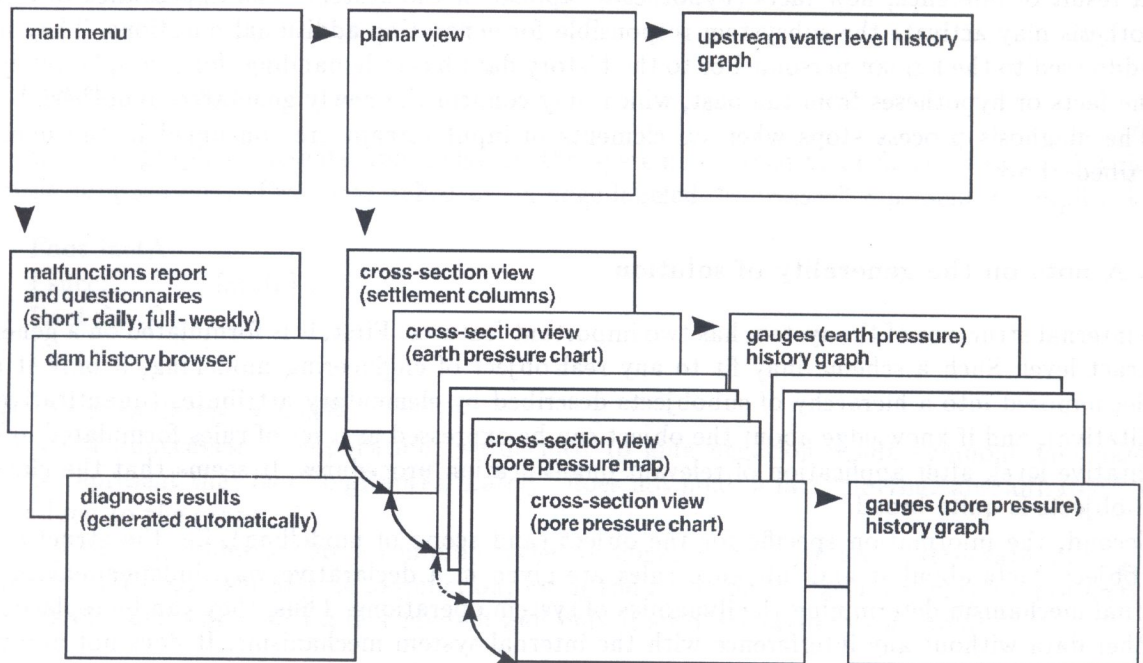 main menu
planar view
upstream water level history
graph
malfunctions report
and questionnaires
(short - daily, full - weekly)
dam history browser
diagnosis results
(generated automatically)
cross-section view
(settlement columns)
cross-section view
(earth pressure chart)
gauges (earth pressure)
history graph
cross-section view
(pore pressure map)
cross-section view
(pore pressure chart)
gauges (pore pressure)
history graph